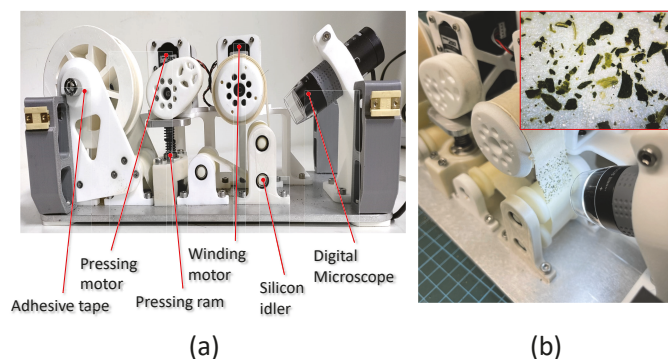 Adhesive tape
Pressing
motor
Pressing ram
Winding
motor
Silicon
idler
Digital
Microscope
(a)
(b)